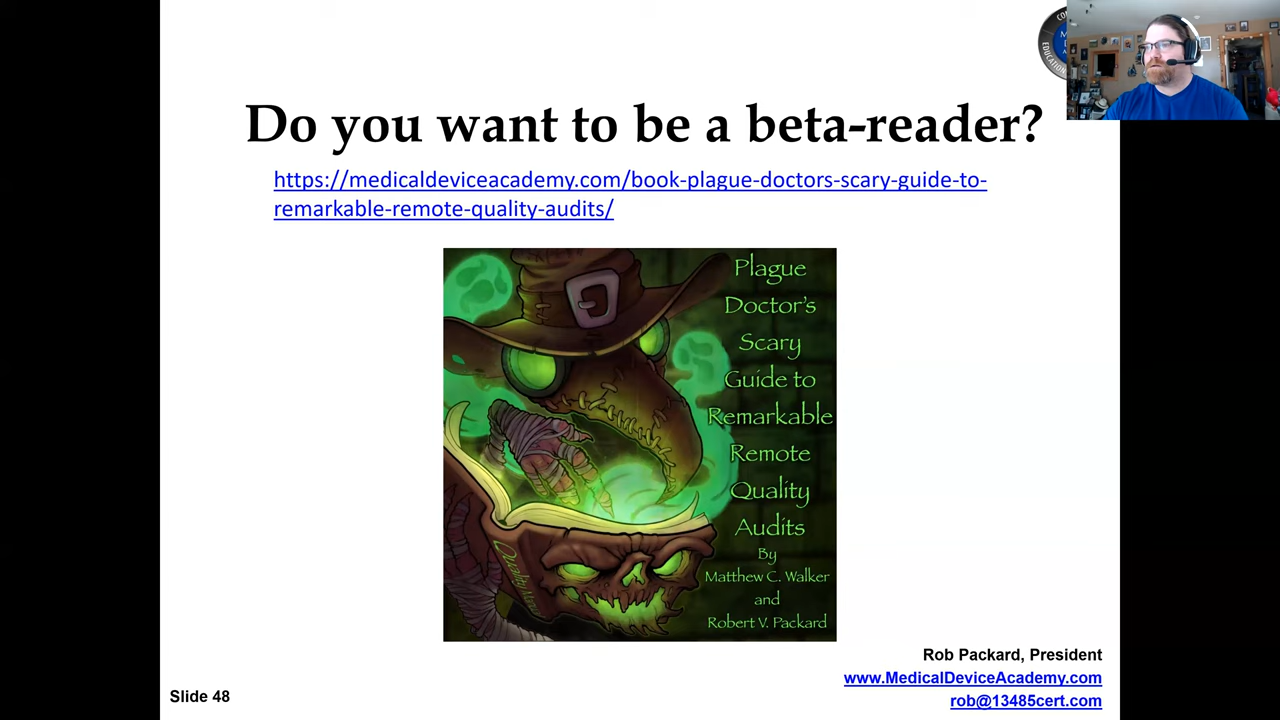 Do you want to be a beta-reader?
https://medicaldeviceacademy.com/book-plague-doctors-scary-guide-to-
remarkable-remote-quality-audits/
Plague
Doctor's
Scary
Guide to
Remarkable
Remote
Quality
Audits
By
Matthew C. Walker
and
Robert V. Packard
Quality
Rob Packard, President
www.MedicalDeviceAcademy.com
rob@13485cert.com
Slide 48